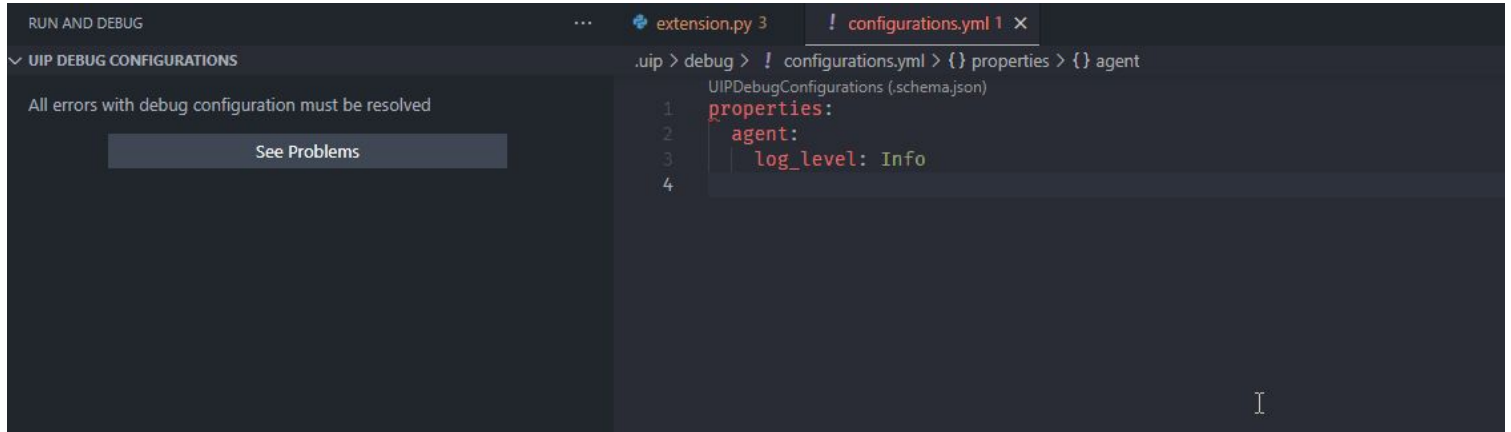 RUN AND DEBUG
UIP DEBUG CONFIGURATIONS
All errors with debug configuration must be resolved
See Problems
extension.py 3
! configurations.yml 1
.uip > debug > ! configurations.yml > {} properties > {} agent
UIPDebugConfigurations (.schema.json)
1 properties:
2 agent:
3 log_level: Info
4